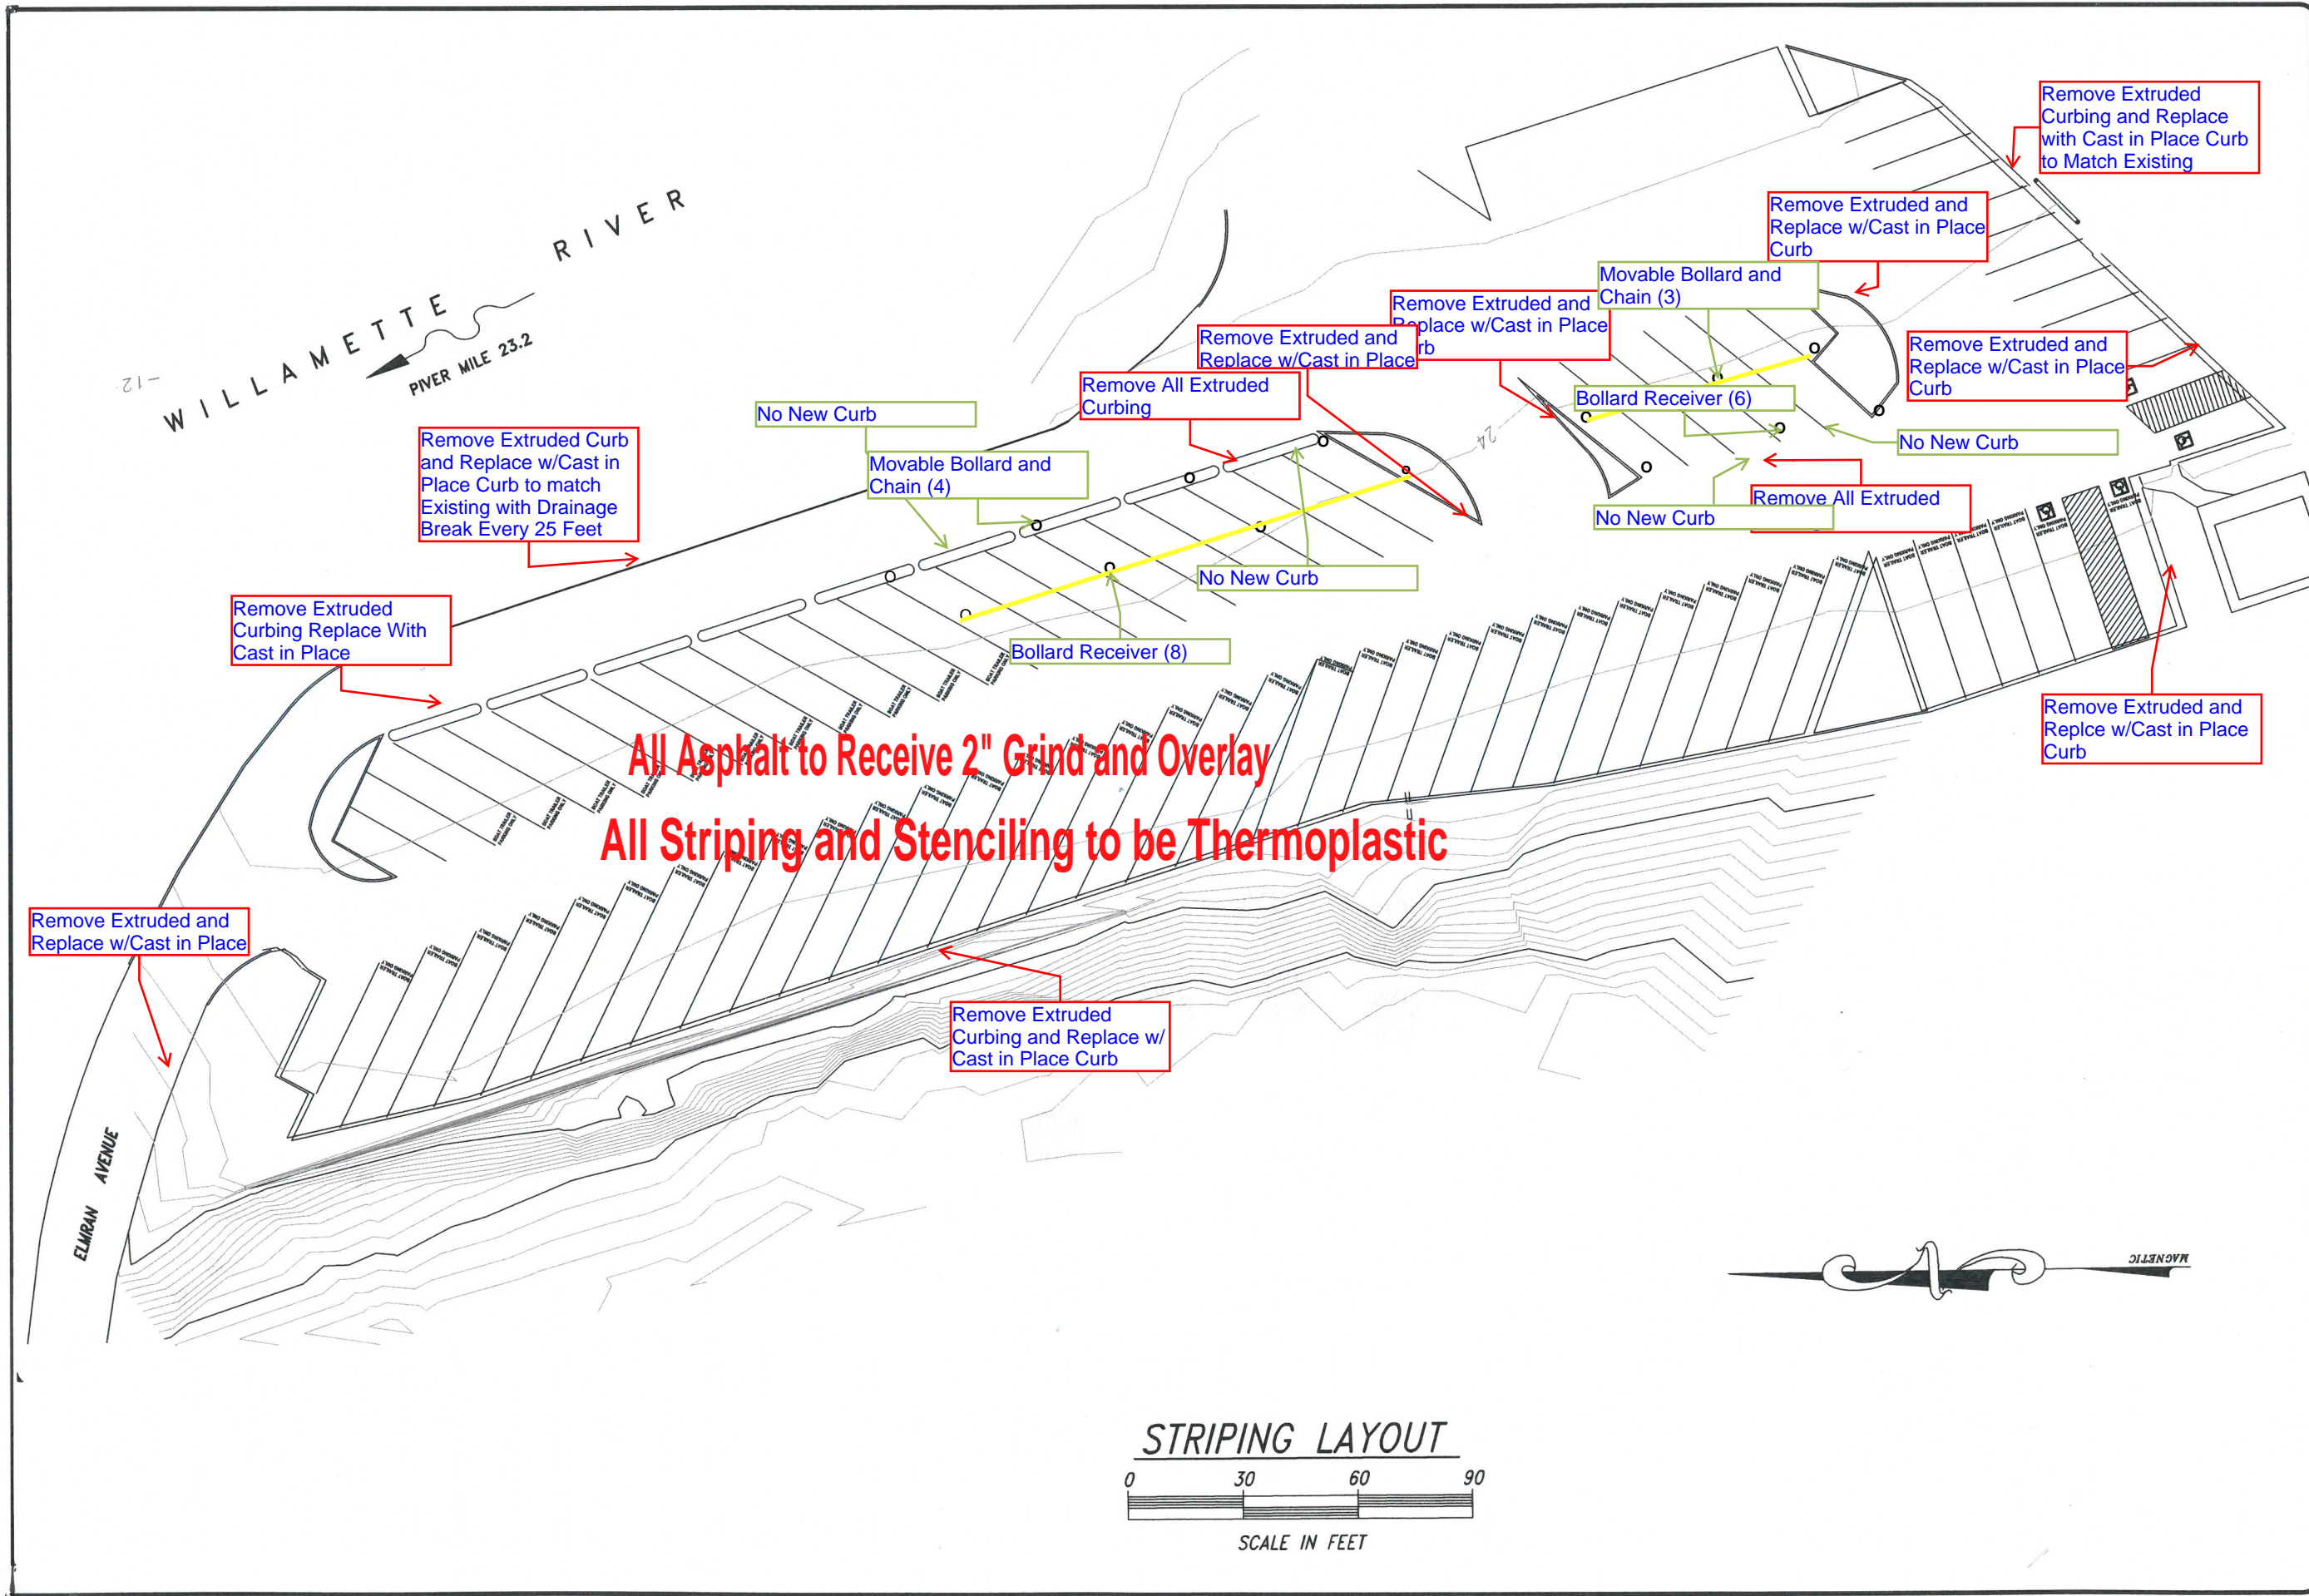 Remove Extruded
Curbing and Replace
with Cast in Place Curb
to Match Existing
Remove Extruded and
Replace w/Cast in Place
Curb
Movable Bollard and
Chain (3)
Remove Extruded and
Replace w/Cast in Place
rb
Remove Extruded and
Replace w/Cast in Place
Remove Extruded and
Replace w/Cast in Place
Curb
WILLAMETTE RIVER
PIVER MILE 23.2
-12
Remove All Extruded
Curbing
Bollard Receiver (6)
No New Curb
24
No New Curb
Remove Extruded Curb
and Replace w/Cast in
Place Curb to match
Existing with Drainage
Break Every 25 Feet
Movable Bollard and
Chain (4)
Remove All Extruded
No New Curb
No New Curb
Remove Extruded
Curbing Replace With
Cast in Place
Bollard Receiver (8)
BOAT TRAILER
PARKING ONLY
Remove Extruded and
Replce w/Cast in Place
Curb
All Asphalt to Receive 2" Grind and Overlay
All Striping and Stenciling to be Thermoplastic
Remove Extruded and
Replace w/Cast in Place
Remove Extruded
Curbing and Replace w/
Cast in Place Curb
ELMRAN AVENUE
MAGNETIC
STRIPING LAYOUT
0 30 60 90
SCALE IN FEET